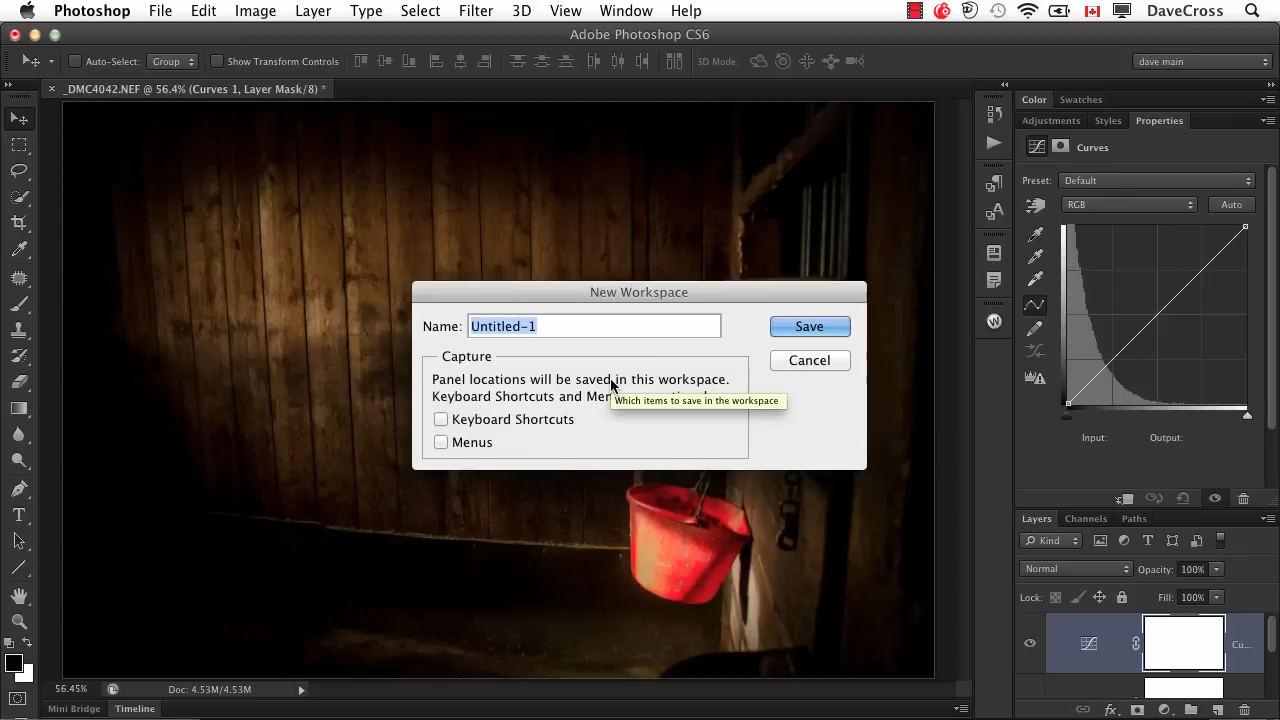 Photoshop File Edit Image Layer Type Select Filter 3D View Window Help DaveCross
Adobe Photoshop CS6
Auto-Select: Group Show Transform Controls 3D Mode: dave main
_DMC4042.NEF @ 56.4% (Curves 1, Layer Mask/8) *
Color Swatches
Adjustments Styles Properties
Curves
Preset: Default
RGB Auto
Input: Output:
New Workspace
Name: Untitled-1 Save
Capture Cancel
Panel locations will be saved in this workspace.
Keyboard Shortcuts and
Which items to save in the workspace
Keyboard Shortcuts
Menus
Layers Channels Paths
Kind
Normal Opacity: 100%
Lock: Fill: 100%
Cu...
56.45% Doc: 4.53M/4.53M
Mini Bridge Timeline